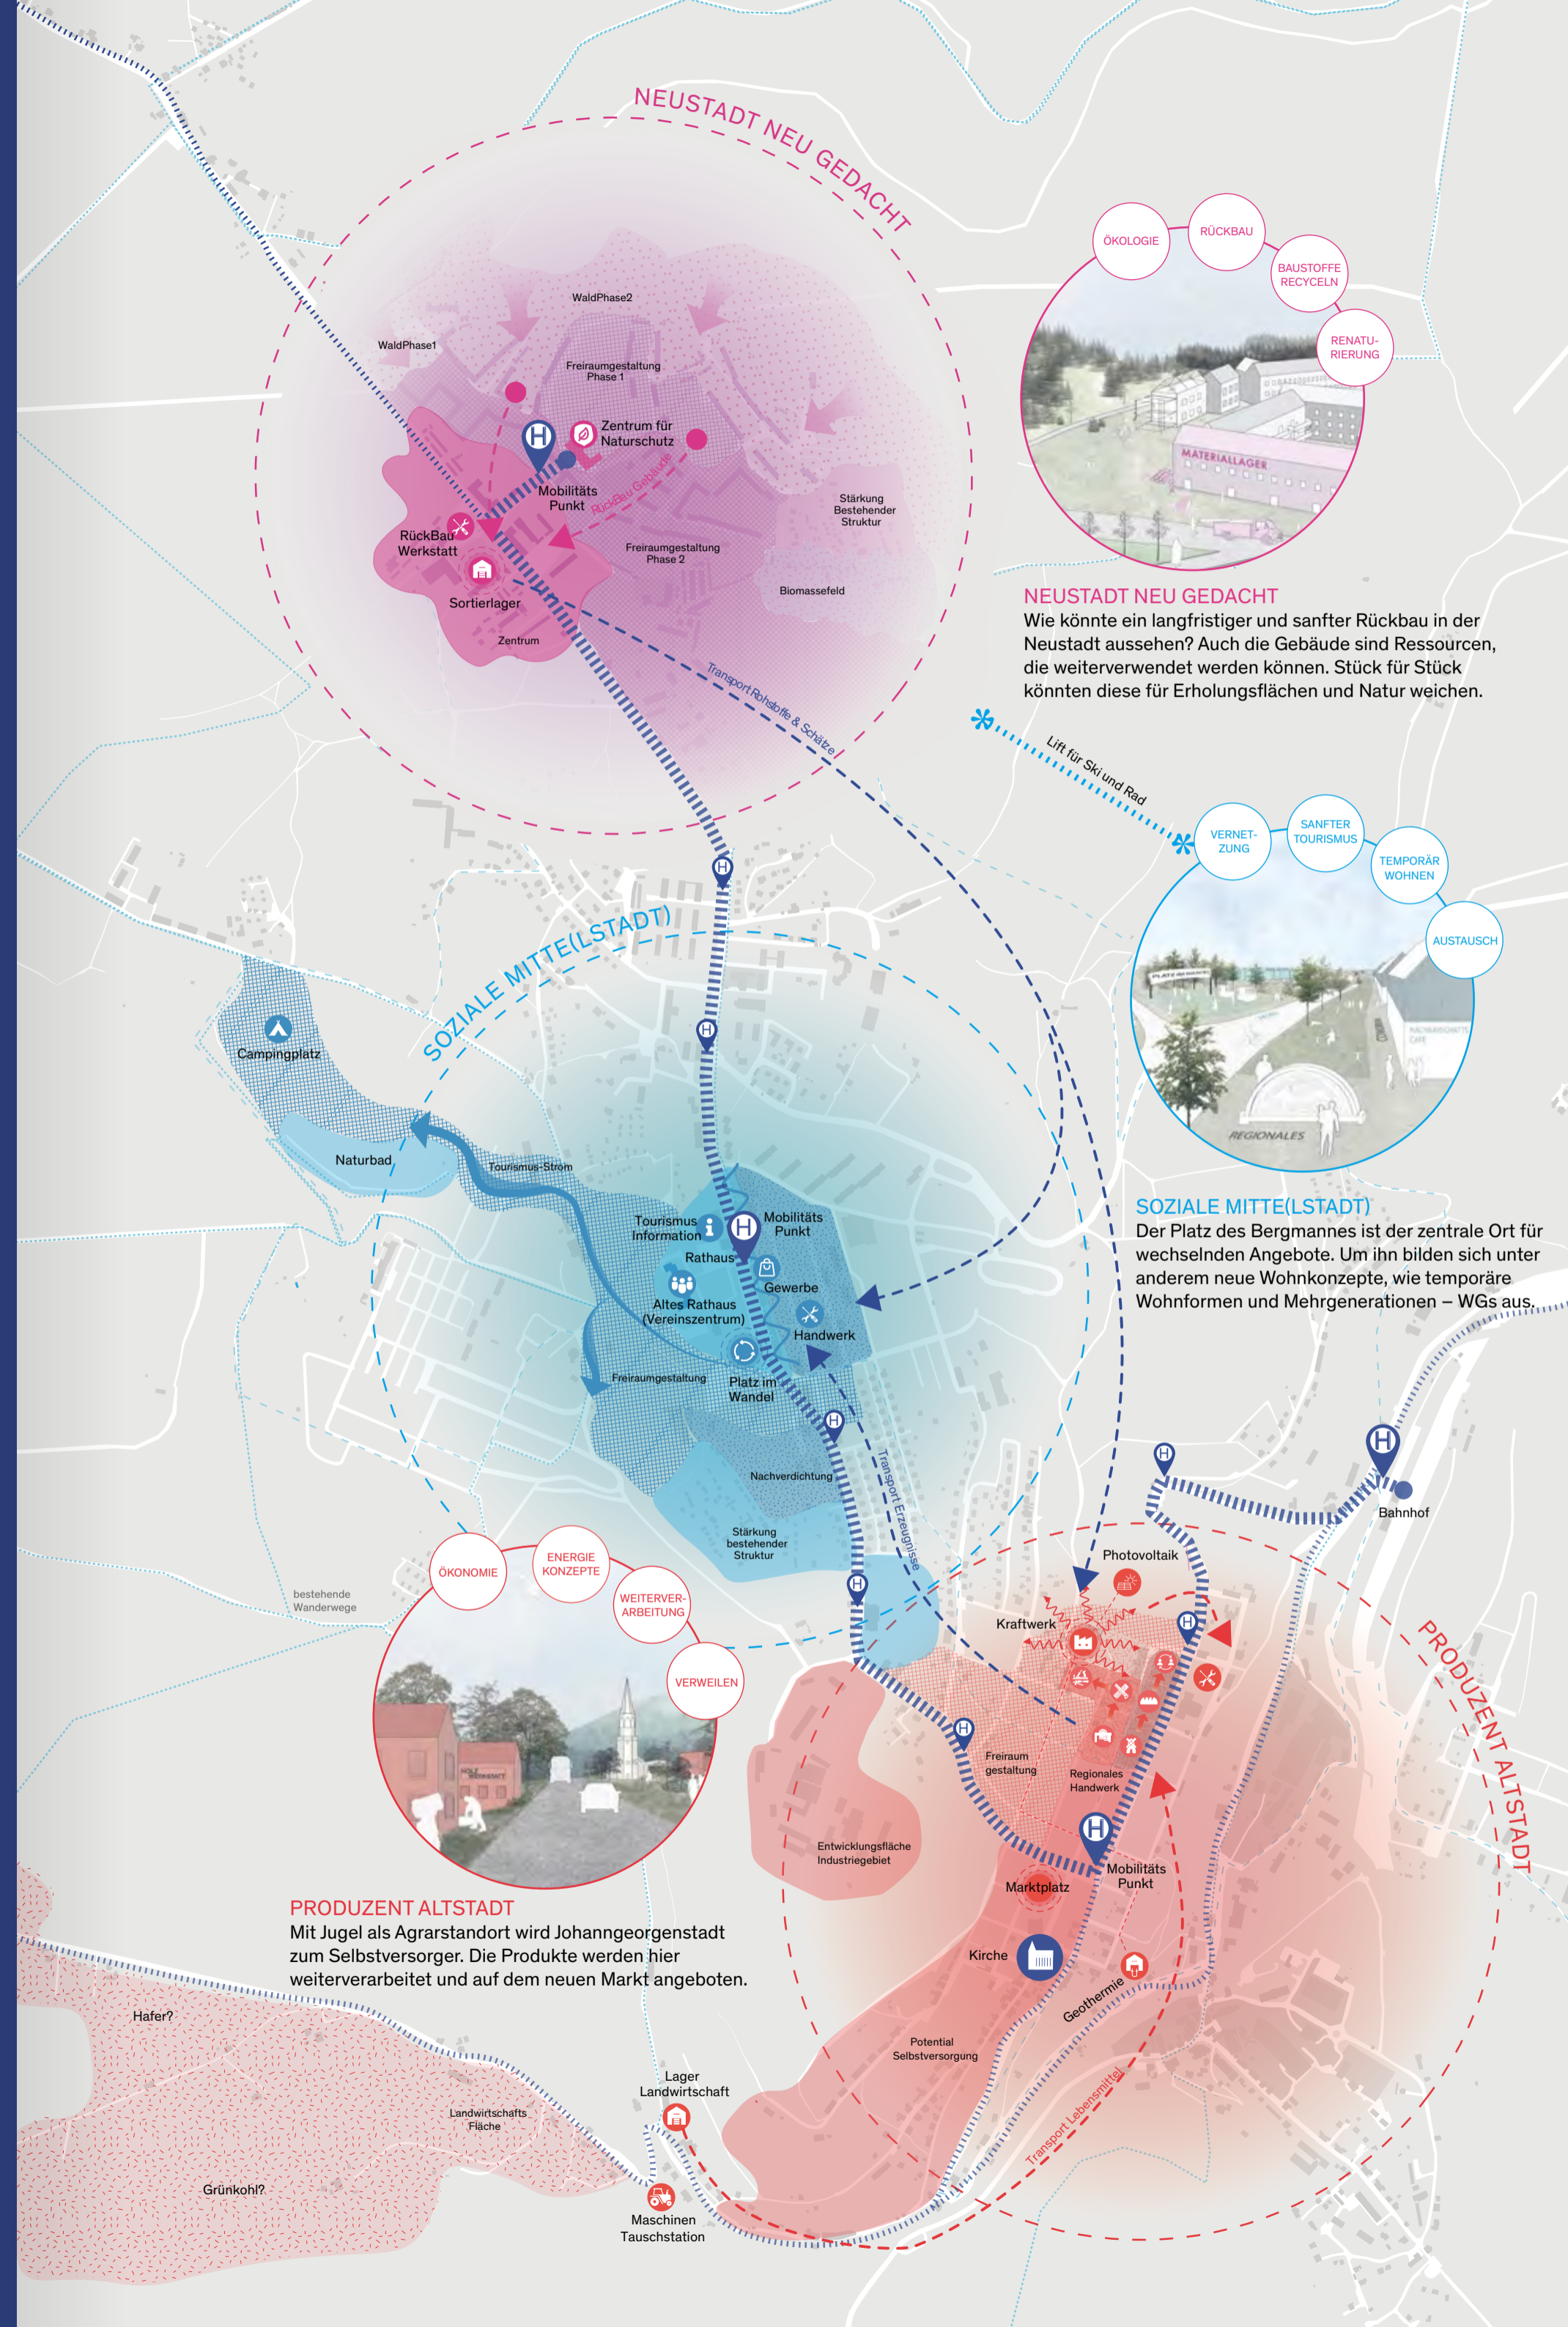 NEUSTADT NEU GEDACHT
ÖKOLOGIE
RÜCKBAU
BAUSTOFFE
RECYCELN
RENATU-
RIERUNG
MATERIALLAGER
WaldPhase2
WaldPhase1
Freiraumgestaltung
Phase 1
Zentrum für
Naturschutz
H
Mobilitäts
Punkt
RückBau Gebäude
Stärkung
Bestehender
Struktur
RückBau
Werkstatt
Freiraumgestaltung
Phase 2
Biomassefeld
Sortierlager
Zentrum
NEUSTADT NEU GEDACHT
Wie könnte ein langfristiger und sanfter Rückbau in der
Neustadt aussehen? Auch die Gebäude sind Ressourcen,
die weiterverwendet werden können. Stück für Stück
könnten diese für Erholungsflächen und Natur weichen.
Transport Rohstoffe & Schätze
Lift für Ski und Rad
VERNET-
ZUNG
SANFTER
TOURISMUS
TEMPORÄR
WOHNEN
AUSTAUSCH
REGIONALES
H
SOZIALE MITTE(LSTADT)
H
Campingplatz
Naturbad
Tourismus-Strom
Tourismus
Information
H
Mobilitäts
Punkt
Rathaus
Gewerbe
Altes Rathaus
(Vereinszentrum)
Handwerk
Freiraumgestaltung
Platz im
Wandel
H
Nachverdichtung
Stärkung
bestehender
Struktur
Transport Erzeugnisse
SOZIALE MITTE(LSTADT)
Der Platz des Bergmannes ist der zentrale Ort für
wechselnden Angebote. Um ihn bilden sich unter
anderem neue Wohnkonzepte, wie temporäre
Wohnformen und Mehrgenerationen – WGs aus.
H
H
Bahnhof
H
bestehende
Wanderwege
ÖKONOMIE
ENERGIE
KONZEPTE
WEITERVER-
ARBEITUNG
VERWEILEN
HOLZ
WERKSTATT
PRODUZENT ALTSTADT
Photovoltaik
Kraftwerk
H
H
Freiraum
gestaltung
Regionales
Handwerk
Entwicklungsfläche
Industriegebiet
H
Mobilitäts
Punkt
Marktplatz
Kirche
Geothermie
Potential
Selbstversorgung
Transport Lebensmittel
PRODUZENT ALTSTADT
Mit Jugel als Agrarstandort wird Johanngeorgenstadt
zum Selbstversorger. Die Produkte werden hier
weiterverarbeitet und auf dem neuen Markt angeboten.
Hafer?
Landwirtschafts
Fläche
Grünkohl?
Lager
Landwirtschaft
Maschinen
Tauschstation